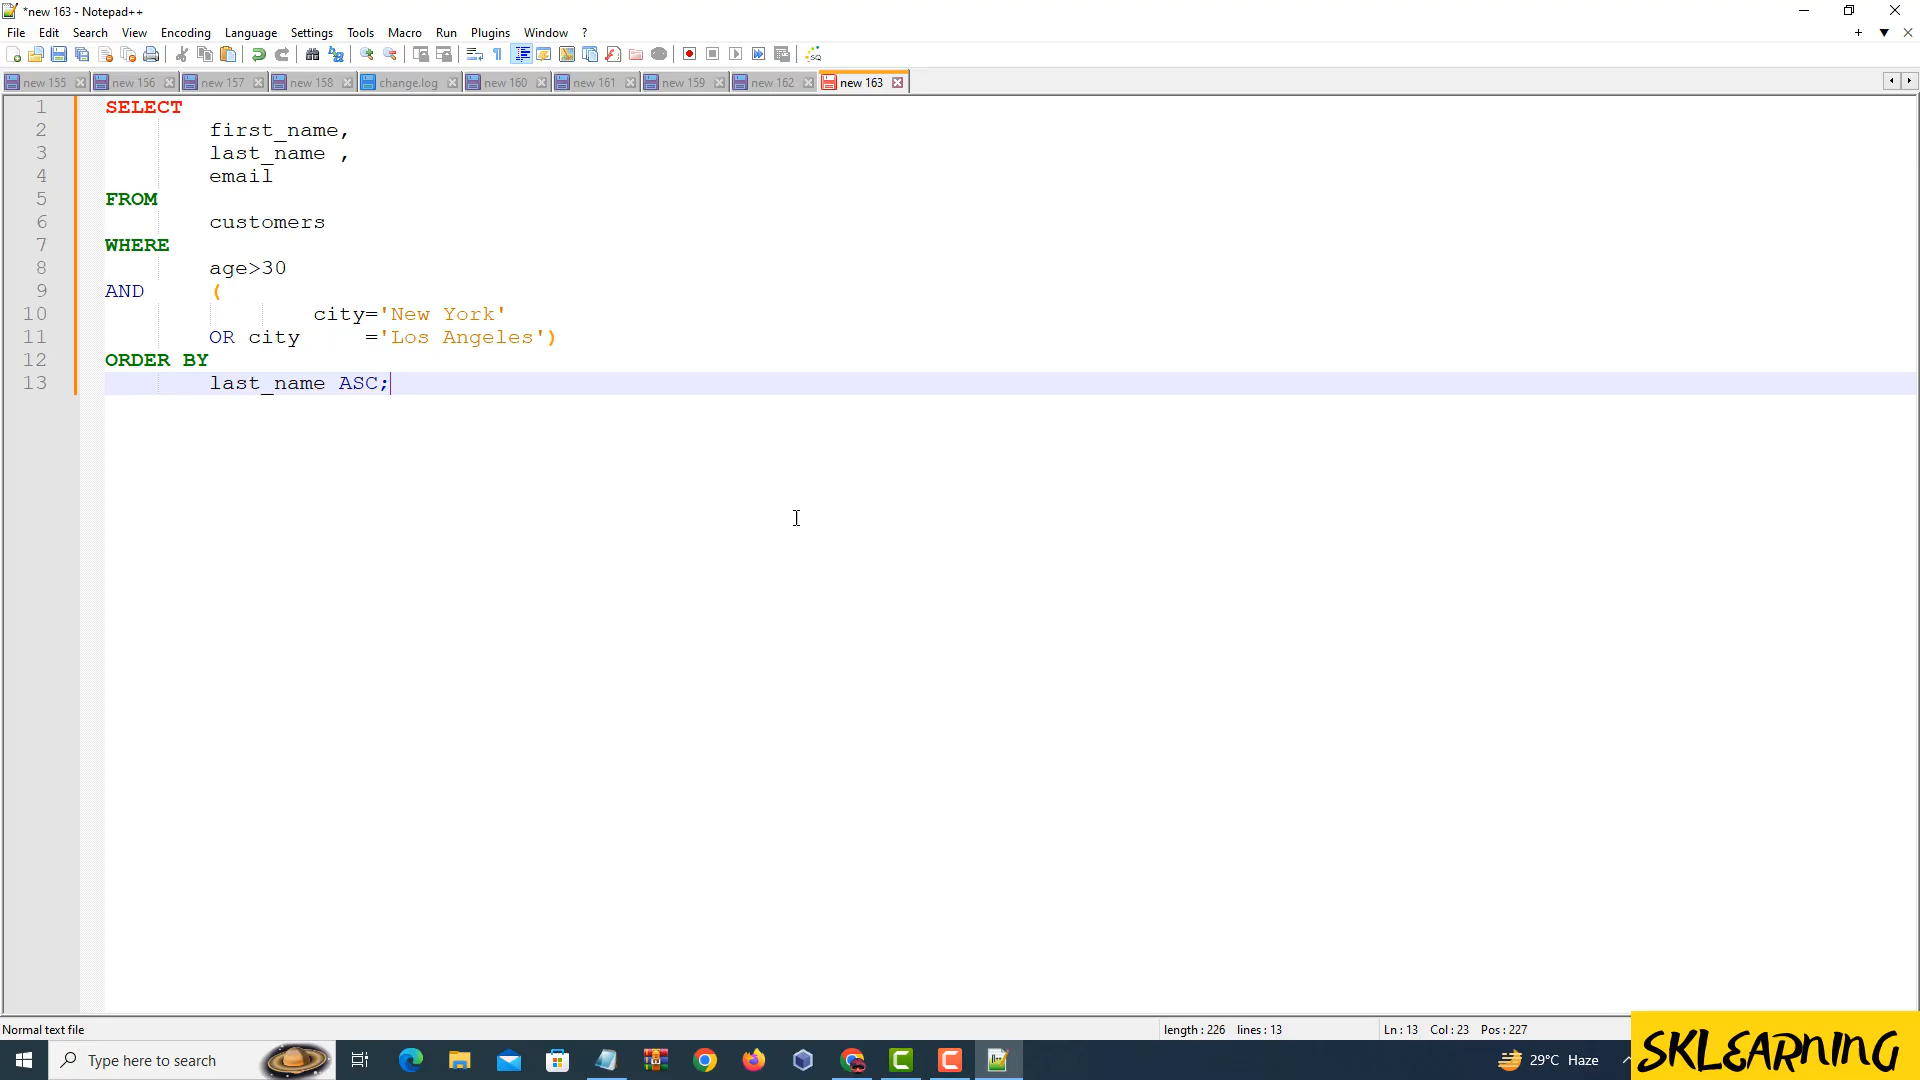 *new 163 - Notepad++
File Edit Search View Encoding Language Settings Tools Macro Run Plugins Window ?
new 155 new 156 new 157 new 158 change.log new 160 new 161 new 159 new 162 new 163
1 SELECT
2 first_name,
3 last_name ,
4 email
5 FROM
6 customers
7 WHERE
8 age>30
9 AND (
10 city='New York'
11 OR city ='Los Angeles')
12 ORDER BY
13 last_name ASC;
Normal text file length : 226 lines : 13 Ln : 13 Col : 23 Pos : 227
Type here to search 29°C Haze
SKLEARNING